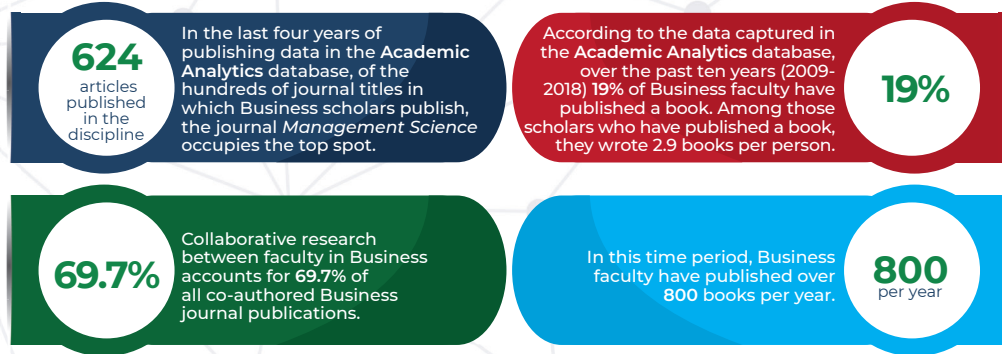 624
articles
published
in the
discipline
In the last four years of
publishing data in the Academic
Analytics database, of the
hundreds of journal titles in
which Business scholars publish,
the journal Management Science
occupies the top spot.
According to the data captured in
the Academic Analytics database,
over the past ten years (2009-
2018) 19% of Business faculty have
published a book. Among those
scholars who have published a book,
they wrote 2.9 books per person.
19%
69.7%
Collaborative research
between faculty in Business
accounts for 69.7% of
all co-authored Business
journal publications.
In this time period, Business
faculty have published over
800 books per year.
800
per year